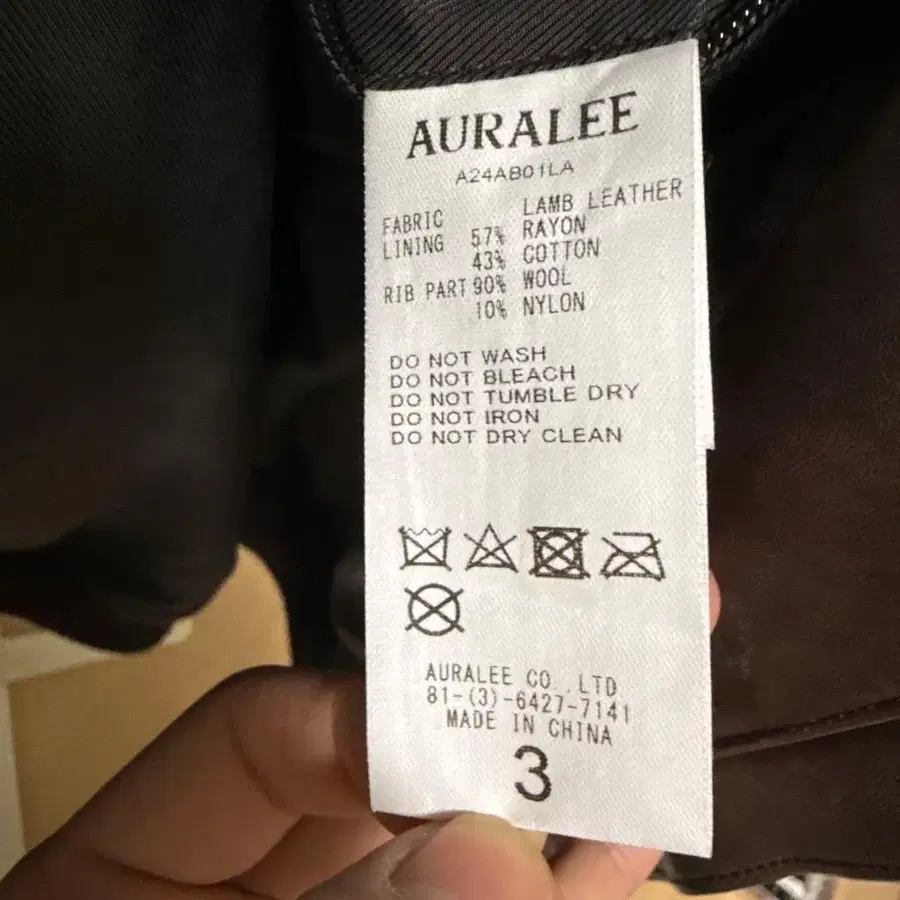 AURALEE
A24AB01LA
FABRIC LAMB LEATHER
LINING 57% RAYON
43% COTTON
RIB PART 90% WOOL
10% NYLON
DO NOT WASH
DO NOT BLEACH
DO NOT TUMBLE DRY
DO NOT IRON
DO NOT DRY CLEAN
AURALEE CO.,LTD
81-(3)-6427-7141
MADE IN CHINA
3